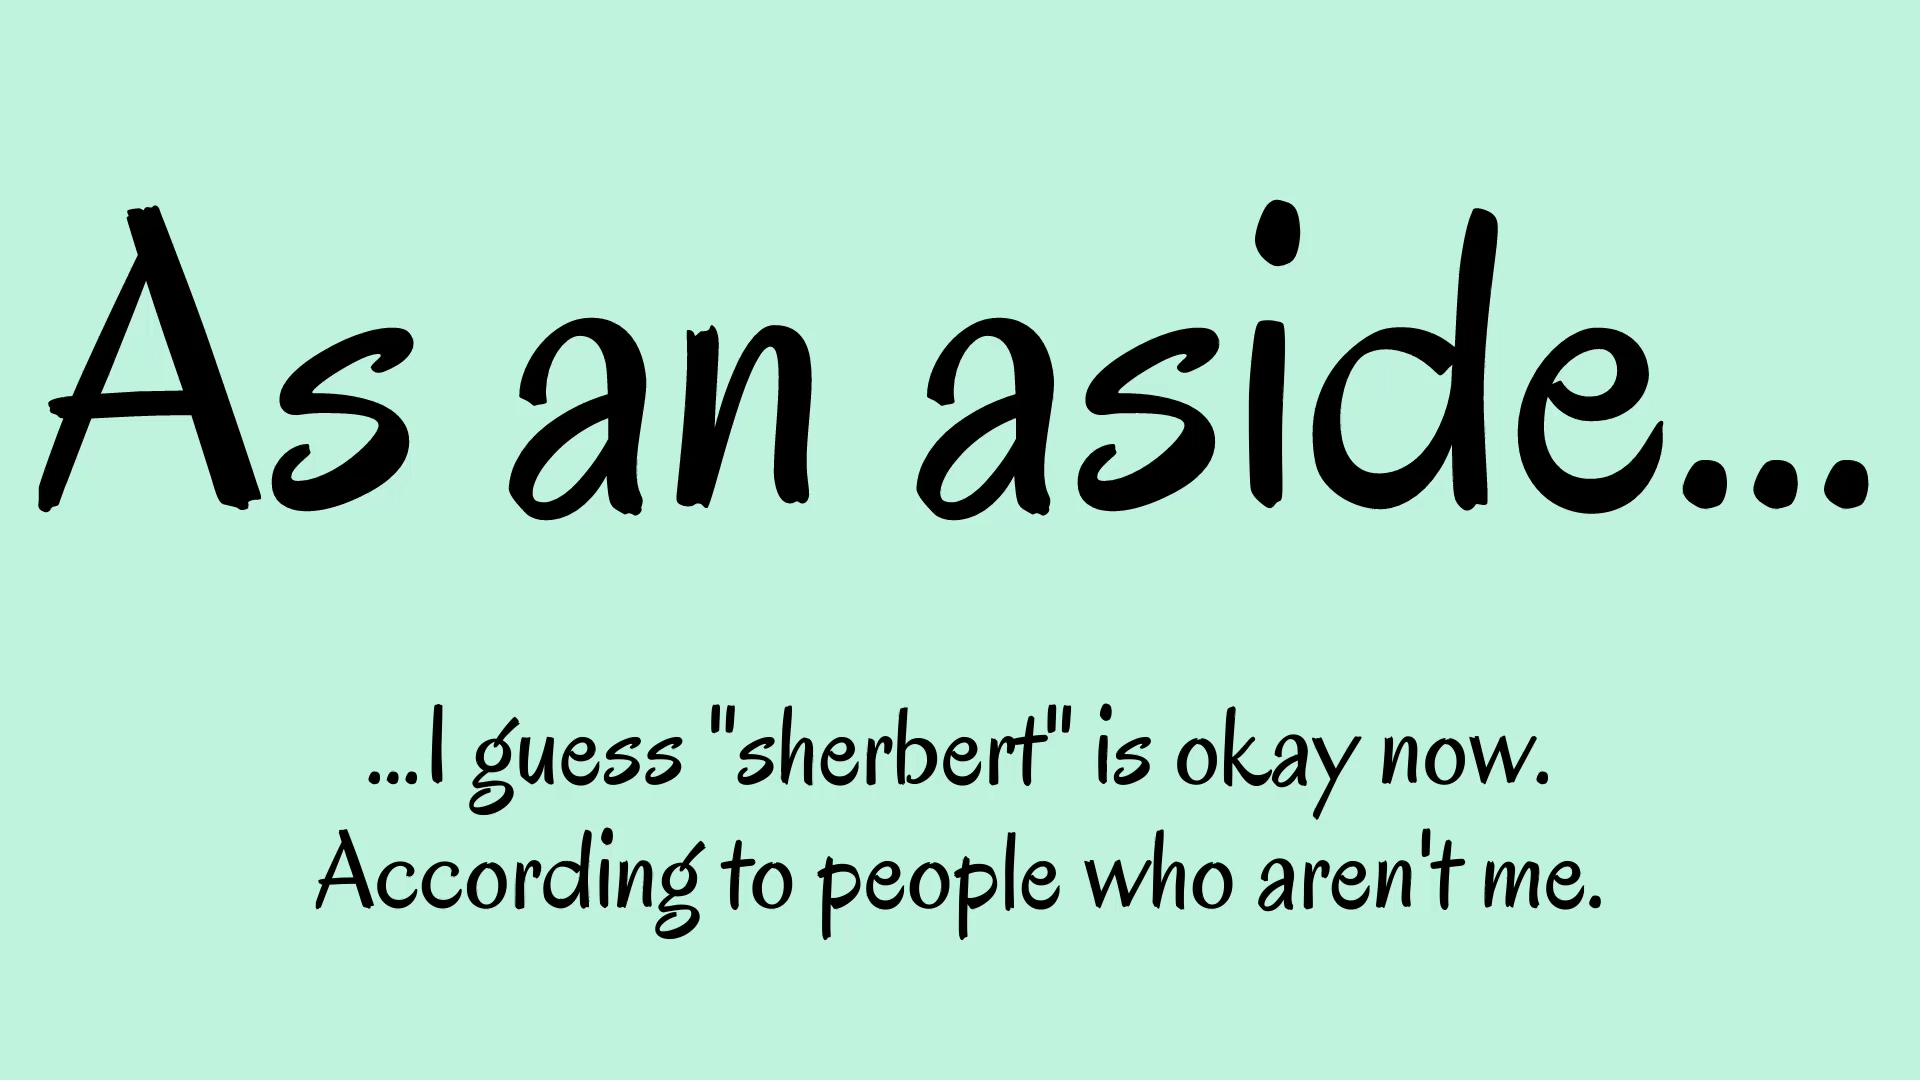 As an aside...
...I guess "sherbert" is okay now.
According to people who aren't me.